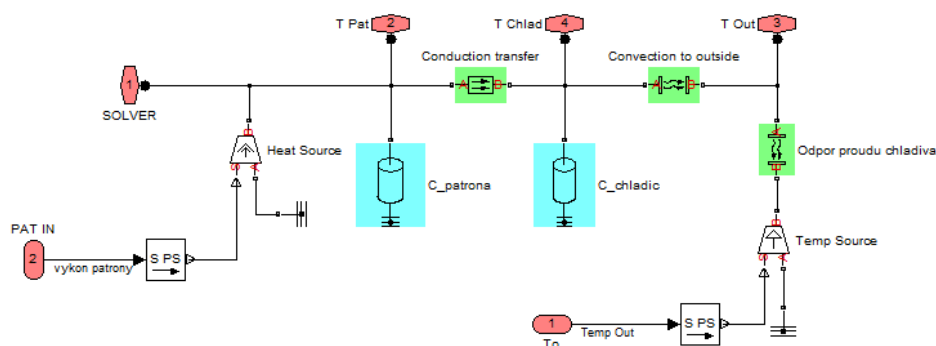 T Pat
2
T Chlad
4
T Out
3
1
SOLVER
Conduction transfer
A
B
Convection to outside
A
B
B
Heat Source
S
A
C_patrona
C_chladic
A
B
Odpor proudu chladiva
B
Temp Source
S
A
PAT IN
2
vykon patrony
S PS
1
Temp Out
S PS
To